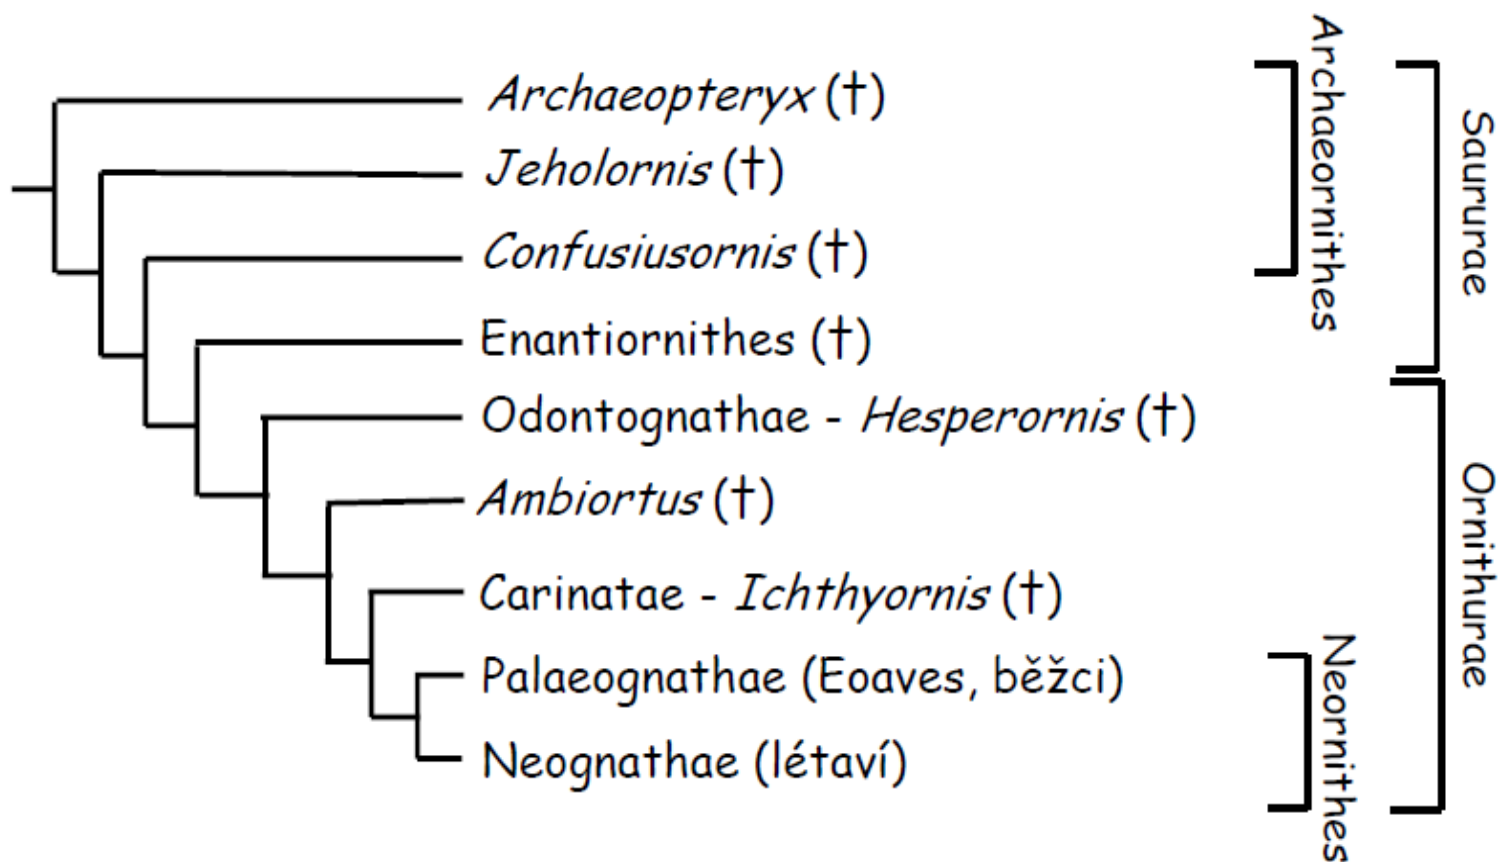 Archaeopteryx (†)
Jeholornis (†)
Confusiusornis (†)
Enantiornithes (†)
Odontognathae - Hesperornis (†)
Ambiortus (†)
Carinatae - Ichthyornis (†)
Palaeognathae (Eoaves, běžci)
Neognathae (létaví)
Archaeornithes
Neornithes
Saururae
Ornithurae